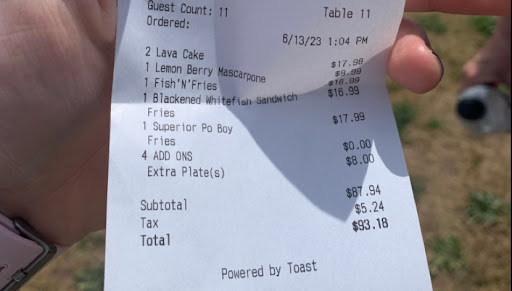 Guest Count: 11 Table 11
Ordered: 6/13/23 1:04 PM
2 Lava Cake $17.98
1 Lemon Berry Mascarpone $9.99
1 Fish'N'Fries $16.99
1 Blackened Whitefish Sandwich $16.99
Fries
1 Superior Po Boy $17.99
Fries
4 ADD ONS $0.00
Extra Plate(s) $8.00
Subtotal $87.94
Tax $5.24
Total $93.18
Powered by Toast